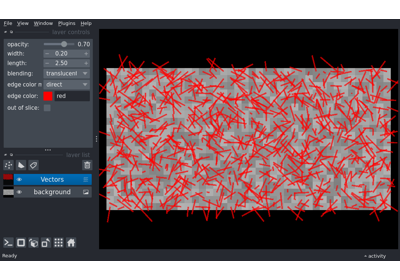 File View Window Plugins Help
layer controls
opacity: 0.70
width: 0.20
length: 2.50
blending: translucent
edge color m direct
edge color: red
out of slice:
layer list
Vectors
background
Ready
activity